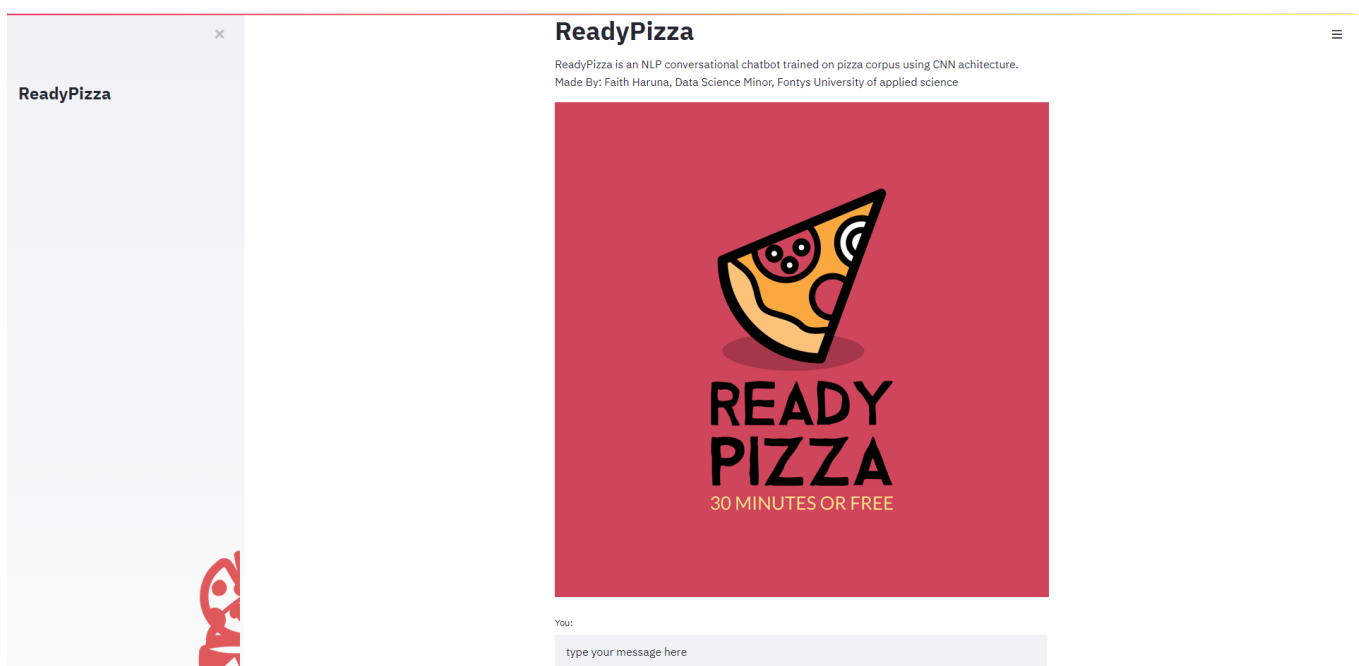 ReadyPizza
ReadyPizza
ReadyPizza is an NLP conversational chatbot trained on pizza corpus using CNN achitecture.
Made By: Faith Haruna, Data Science Minor, Fontys University of applied science
READY
PIZZA
30 MINUTES OR FREE
You:
type your message here